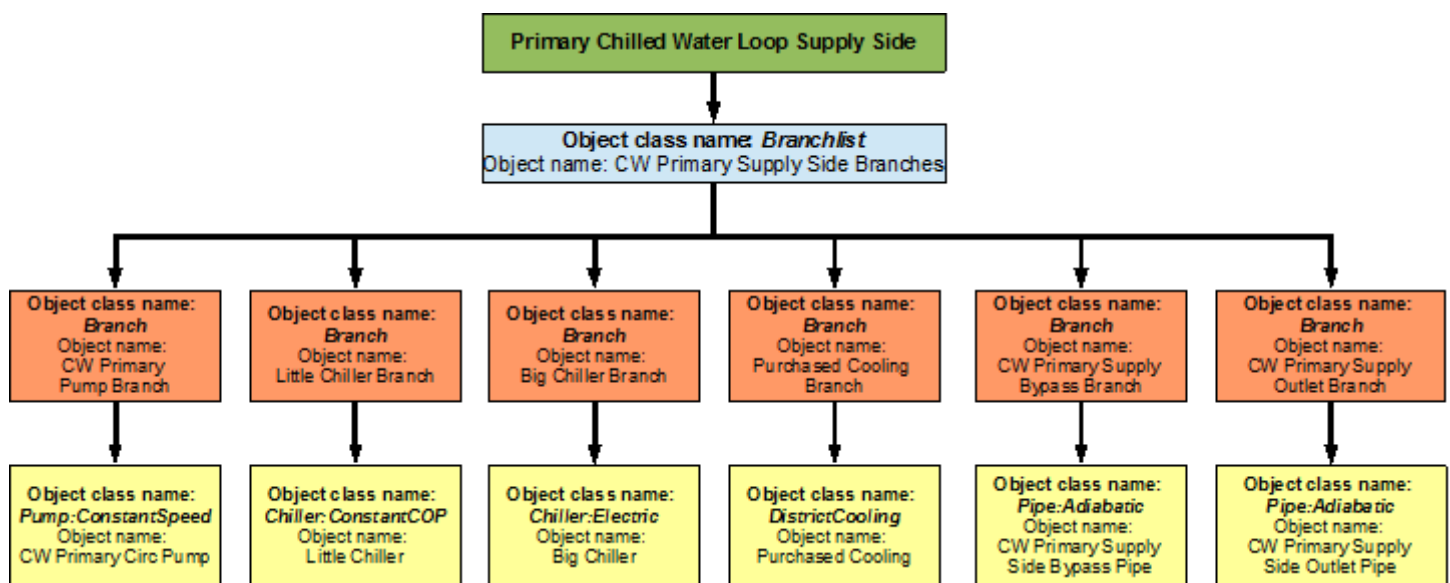 Primary Chilled Water Loop Supply Side
Object class name: Branchlist
Object name: CW Primary Supply Side Branches
Object class name:
Branch
Object name:
CW Primary
Pump Branch
Object class name:
Branch
Object name:
Little Chiller Branch
Object class name:
Branch
Object name:
Big Chiller Branch
Object class name:
Branch
Object name:
Purchased Cooling
Branch
Object class name:
Branch
Object name:
CW Primary Supply
Bypass Branch
Object class name:
Branch
Object name:
CW Primary Supply
Outlet Branch
Object class name:
Pump:ConstantSpeed
Object name:
CW Primary Circ Pump
Object class name:
Chiller:ConstantCOP
Object name:
Little Chiller
Object class name:
Chiller:Electric
Object name:
Big Chiller
Object class name:
DistrictCooling
Object name:
Purchased Cooling
Object class name:
Pipe:Adiabatic
Object name:
CW Primary Supply
Side Bypass Pipe
Object class name:
Pipe:Adiabatic
Object name:
CW Primary Supply
Side Outlet Pipe